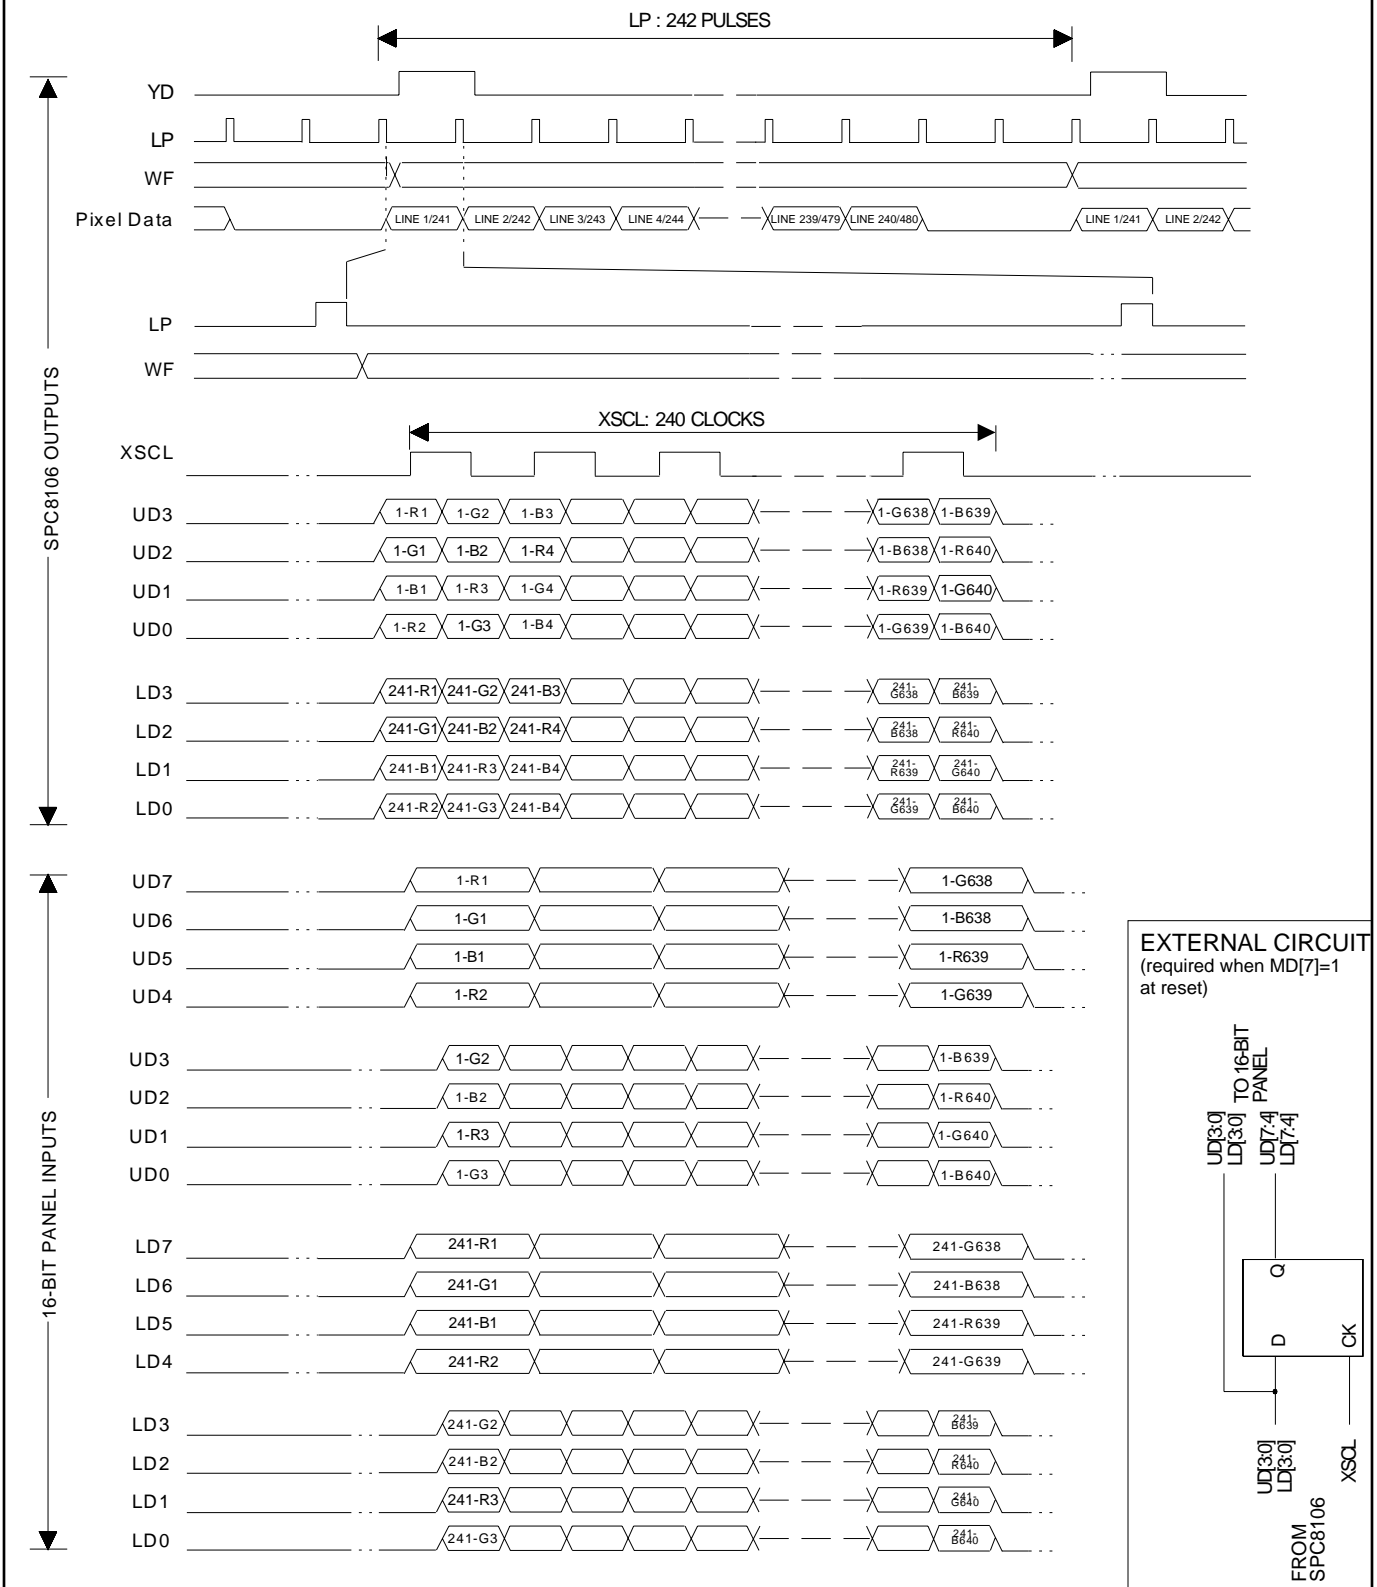 LP : 242 PULSES
YD
LP
WF
Pixel Data
LINE 1/241 LINE 2/242 LINE 3/243 LINE 4/244 LINE 239/479 LINE 240/480 LINE 1/241 LINE 2/242
LP
WF
XSCL: 240 CLOCKS
XSCL
UD3 1-R1 1-G2 1-B3 1-G638 1-B639
UD2 1-G1 1-B2 1-R4 1-B638 1-R640
UD1 1-B1 1-R3 1-G4 1-R639 1-G640
UD0 1-R2 1-G3 1-B4 1-G639 1-B640
LD3 241-R1 241-G2 241-B3 241-G638 241-B639
LD2 241-G1 241-B2 241-R4 241-B638 241-R640
LD1 241-B1 241-R3 241-B4 241-R639 241-G640
LD0 241-R2 241-G3 241-B4 241-G639 241-B640
SPC8106 OUTPUTS
UD7 1-R1 1-G638
UD6 1-G1 1-B638
UD5 1-B1 1-R639
UD4 1-R2 1-G639
UD3 1-G2 1-B639
UD2 1-B2 1-R640
UD1 1-R3 1-G640
UD0 1-G3 1-B640
LD7 241-R1 241-G638
LD6 241-G1 241-B638
LD5 241-B1 241-R639
LD4 241-R2 241-G639
LD3 241-G2 241-B639
LD2 241-B2 241-R640
LD1 241-R3 241-G640
LD0 241-G3 241-B640
16-BIT PANEL INPUTS
EXTERNAL CIRCUIT
(required when MD[7]=1
at reset)
TO 16-BIT
PANEL
UD[3:0]
LD[3:0]
UD[7:4]
LD[7:4]
Q
D
CK
UD[3:0]
LD[3:0]
XSCL
FROM
SPC8106